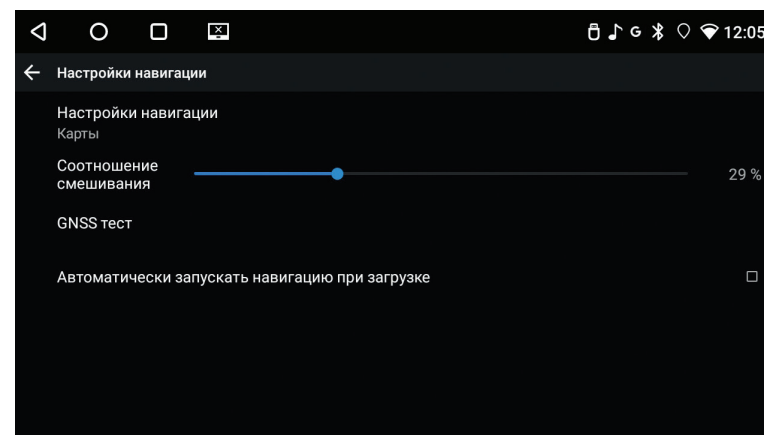 G 12:05
Настройки навигации
Настройки навигации
Карты
Соотношение
смешивания
29 %
GNSS тест
Автоматически запускать навигацию при загрузке